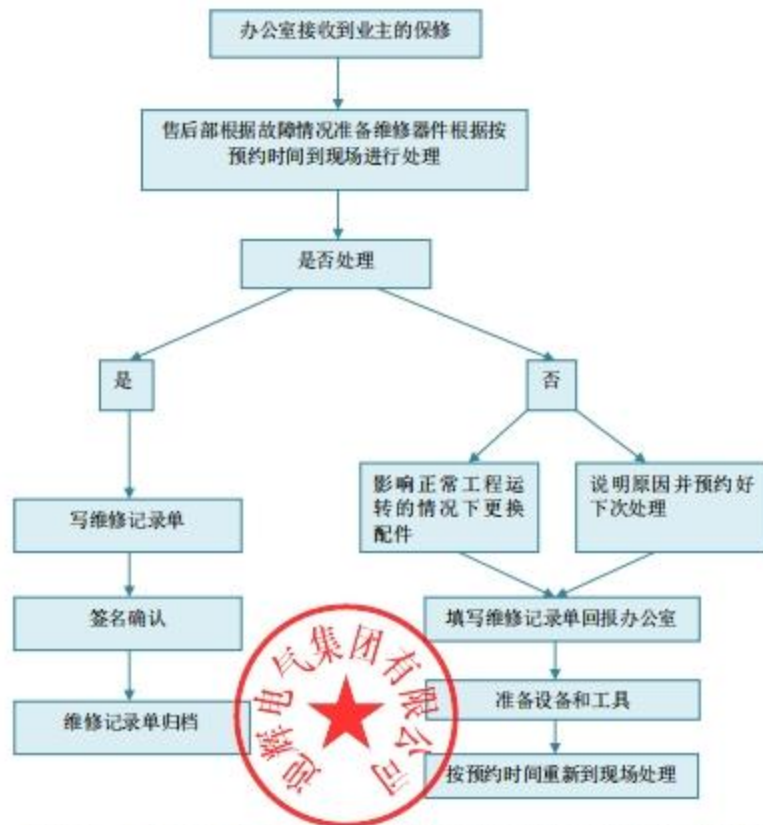 办公室接收到业主的保修
售后部根据故障情况准备维修器件根据按
预约时间到现场进行处理
是否处理
是
否
影响正常工程运
转的情况下更换
配件
说明原因并预约好
下次处理
写维修记录单
签名确认
维修记录单归档
填写维修记录单回报办公室
准备设备和工具
按预约时间重新到现场处理
迎辉电气集团有限公司